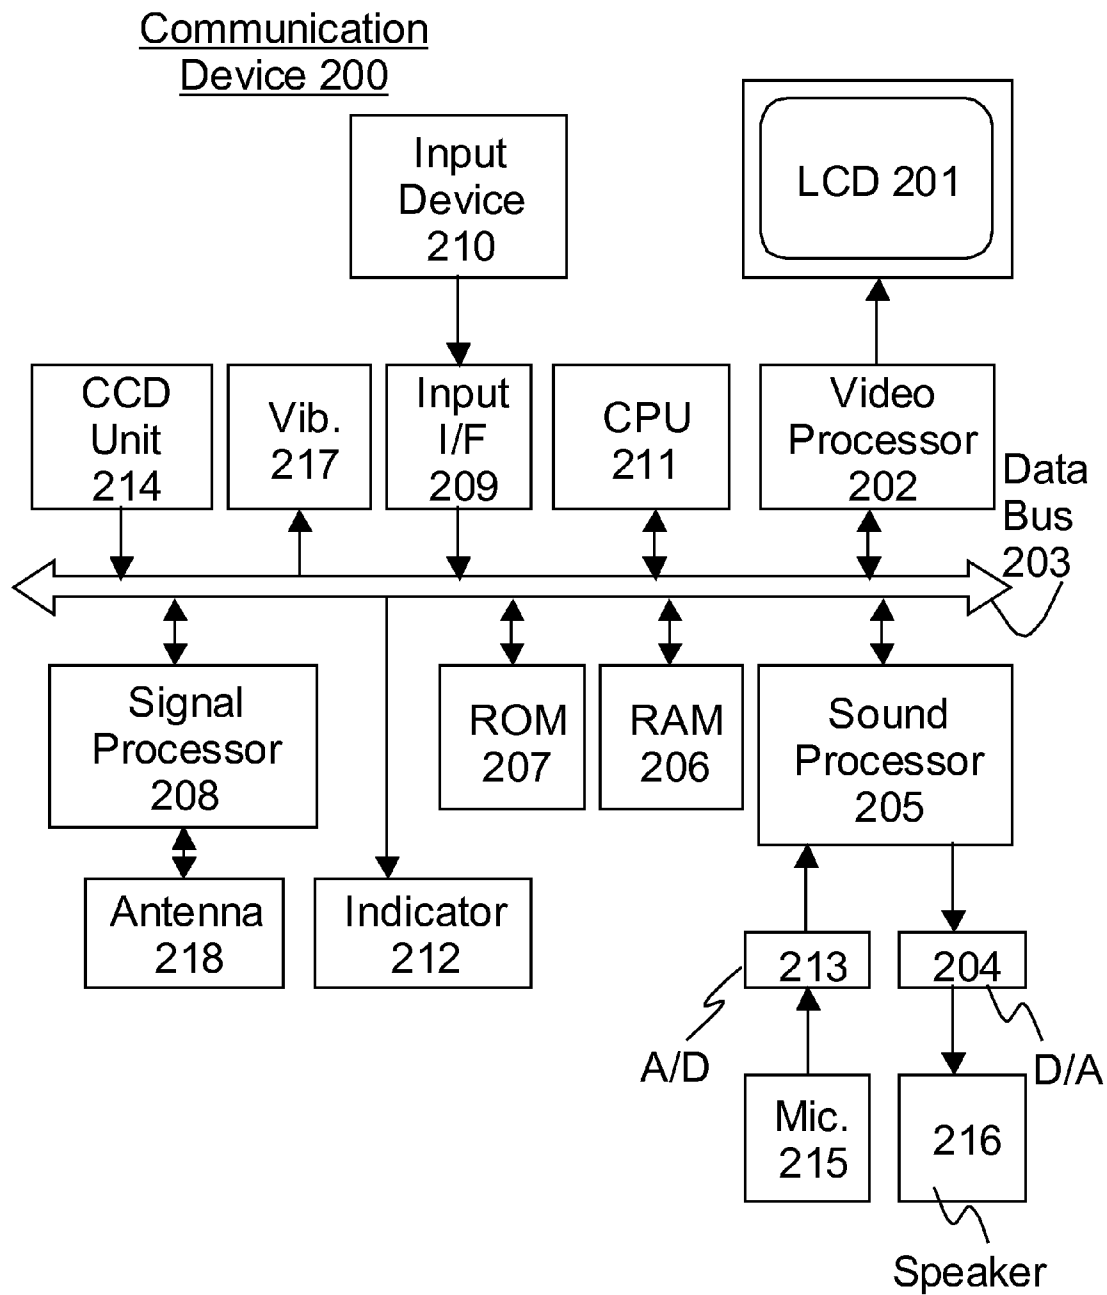 Communication
Device 200
Input
Device
210
LCD 201
CCD
Unit
214
Vib.
217
Input
I/F
209
CPU
211
Video
Processor
202
Data
Bus
203
Signal
Processor
208
ROM
207
RAM
206
Sound
Processor
205
Antenna
218
Indicator
212
213
204
A/D
D/A
Mic.
215
216
Speaker